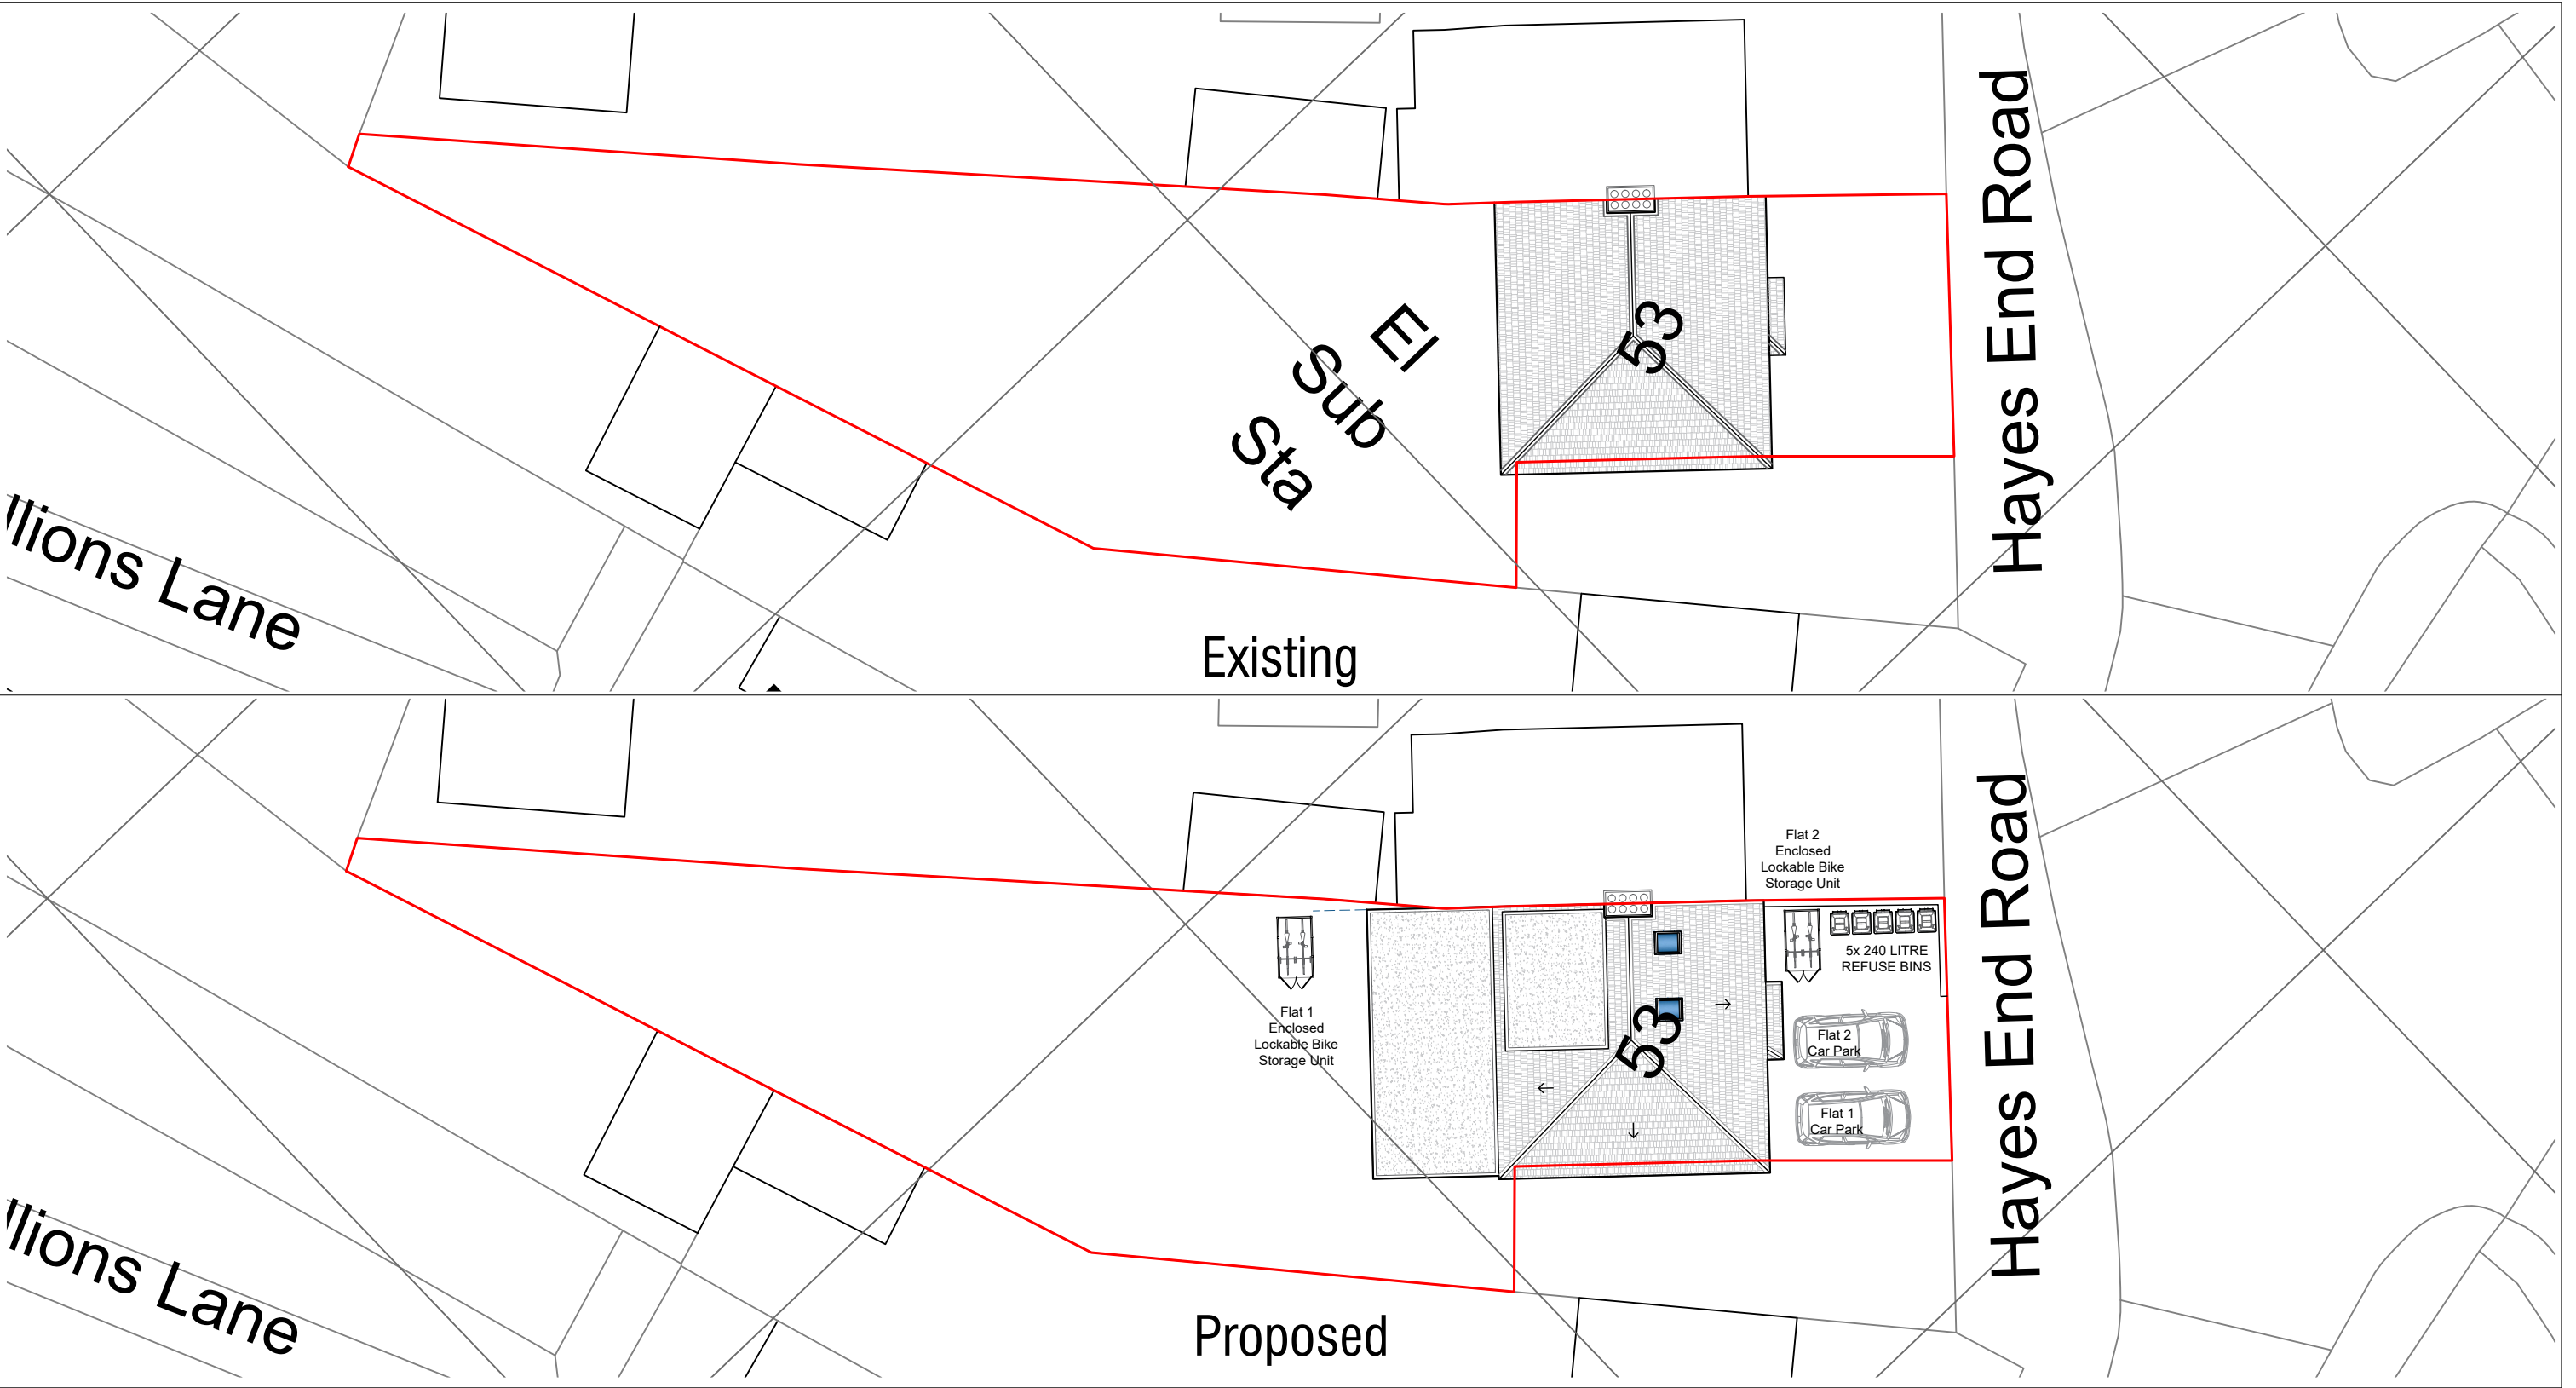 El
Sub
Sta
53
Hayes End Road
llions Lane
Existing
Flat 2
Enclosed
Lockable Bike
Storage Unit
5x 240 LITRE
REFUSE BINS
Flat 1
Enclosed
Lockable Bike
Storage Unit
53
Flat 2
Car Park
Flat 1
Car Park
Hayes End Road
llions Lane
Proposed